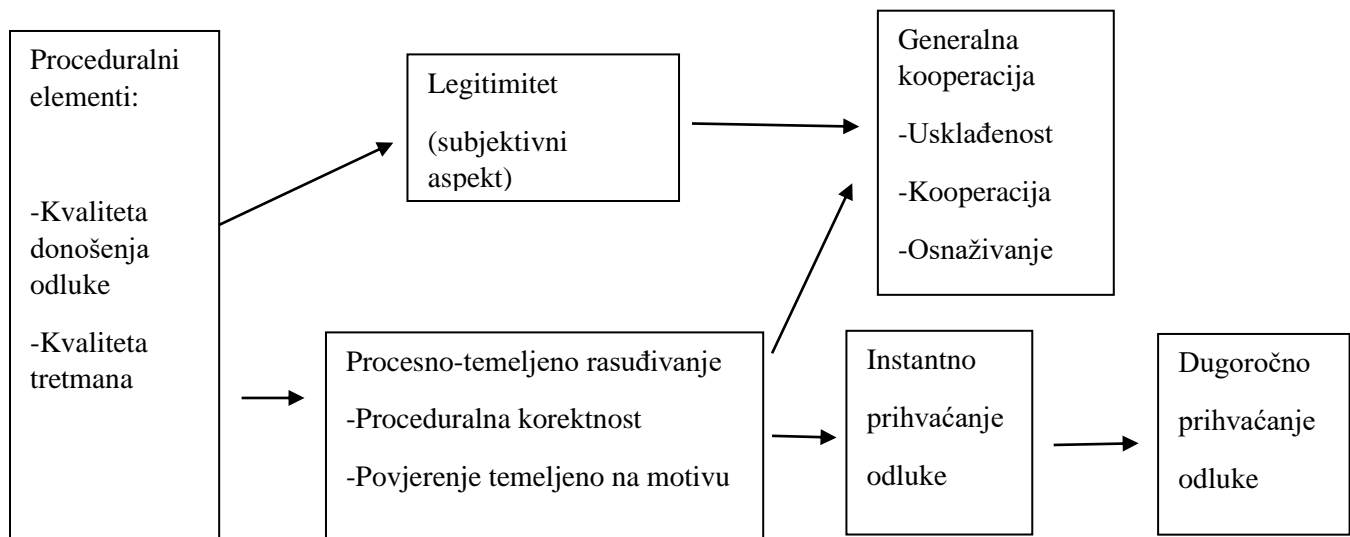 Proceduralni
elementi:
-Kvaliteta
donošenja
odluke
-Kvaliteta
tretmana
Legitimitet
(subjektivni
aspekt)
Generalna
kooperacija
-Usklađenost
-Kooperacija
-Osnaživanje
Procesno-temeljeno rasuđivanje
-Proceduralna korektnost
-Povjerenje temeljeno na motivu
Instantno
prihvaćanje
odluke
Dugoročno
prihvaćanje
odluke